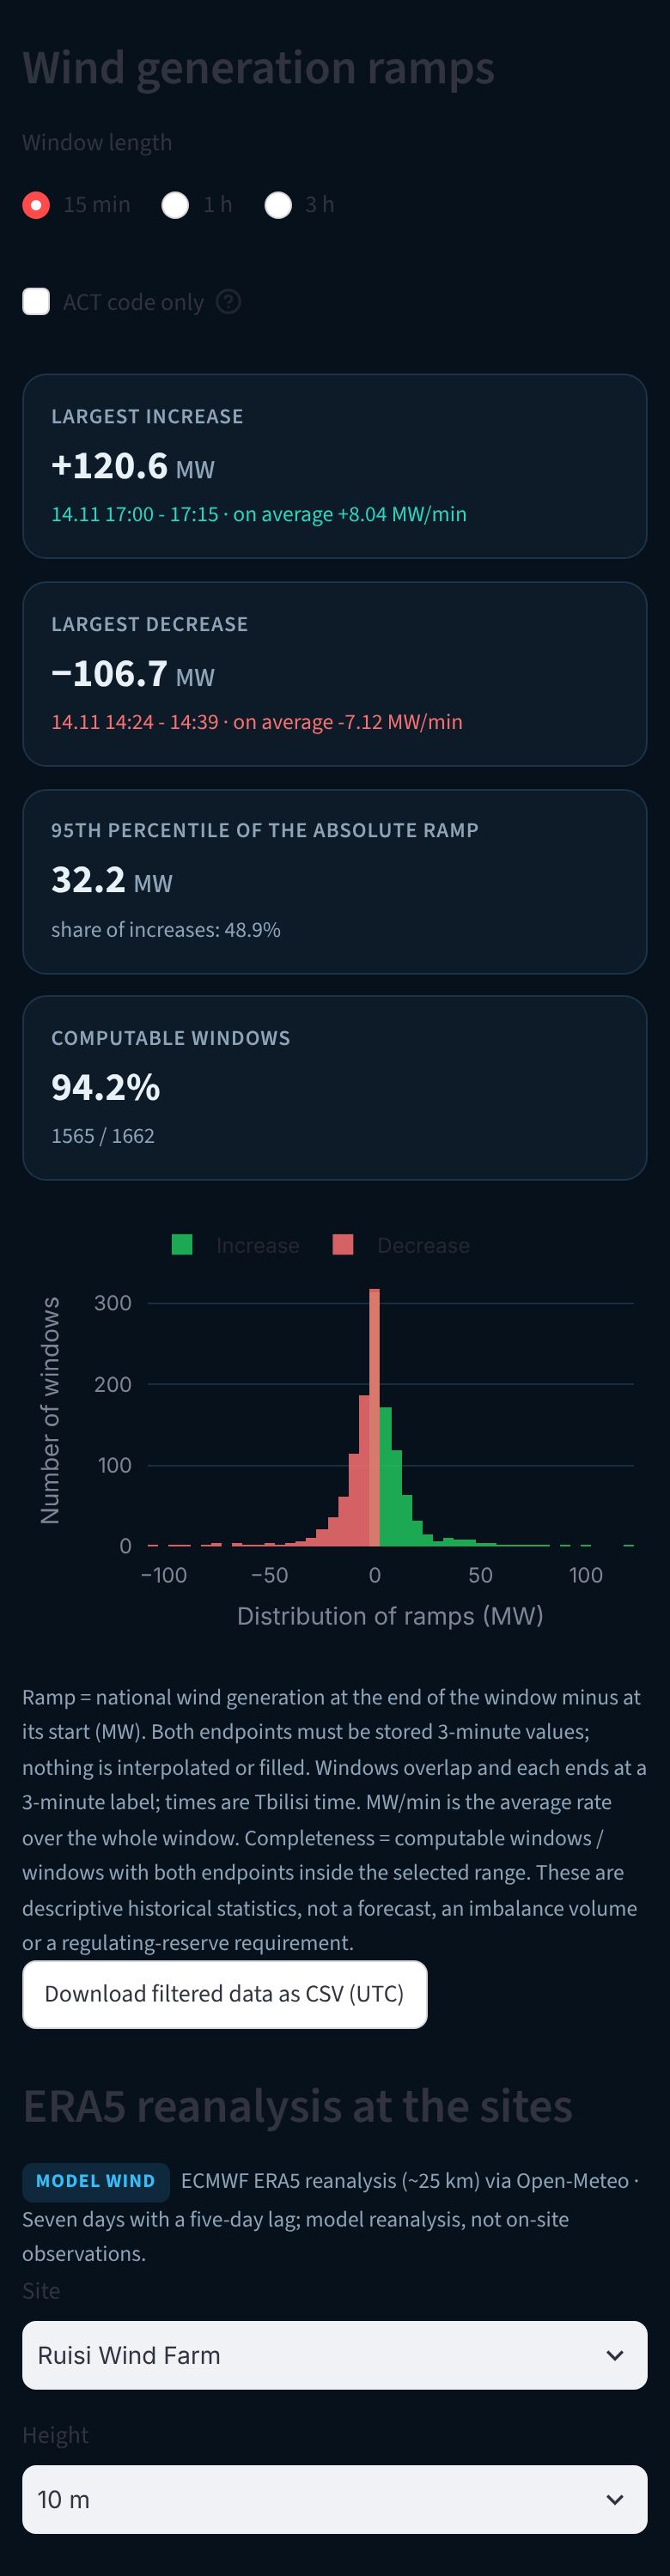 Wind generation ramps
Window length
15 min 1 h 3 h
ACT code only
LARGEST INCREASE
+120.6 MW
14.11 17:00 - 17:15 · on average +8.04 MW/min
LARGEST DECREASE
−106.7 MW
14.11 14:24 - 14:39 · on average -7.12 MW/min
95TH PERCENTILE OF THE ABSOLUTE RAMP
32.2 MW
share of increases: 48.9%
COMPUTABLE WINDOWS
94.2%
1565 / 1662
Increase Decrease
Number of windows
300
200
100
0
−100 −50 0 50 100
Distribution of ramps (MW)
Ramp = national wind generation at the end of the window minus at
its start (MW). Both endpoints must be stored 3-minute values;
nothing is interpolated or filled. Windows overlap and each ends at a
3-minute label; times are Tbilisi time. MW/min is the average rate
over the whole window. Completeness = computable windows /
windows with both endpoints inside the selected range. These are
descriptive historical statistics, not a forecast, an imbalance volume
or a regulating-reserve requirement.
Download filtered data as CSV (UTC)
ERA5 reanalysis at the sites
MODEL WIND ECMWF ERA5 reanalysis (~25 km) via Open-Meteo ·
Seven days with a five-day lag; model reanalysis, not on-site
observations.
Site
Ruisi Wind Farm
Height
10 m